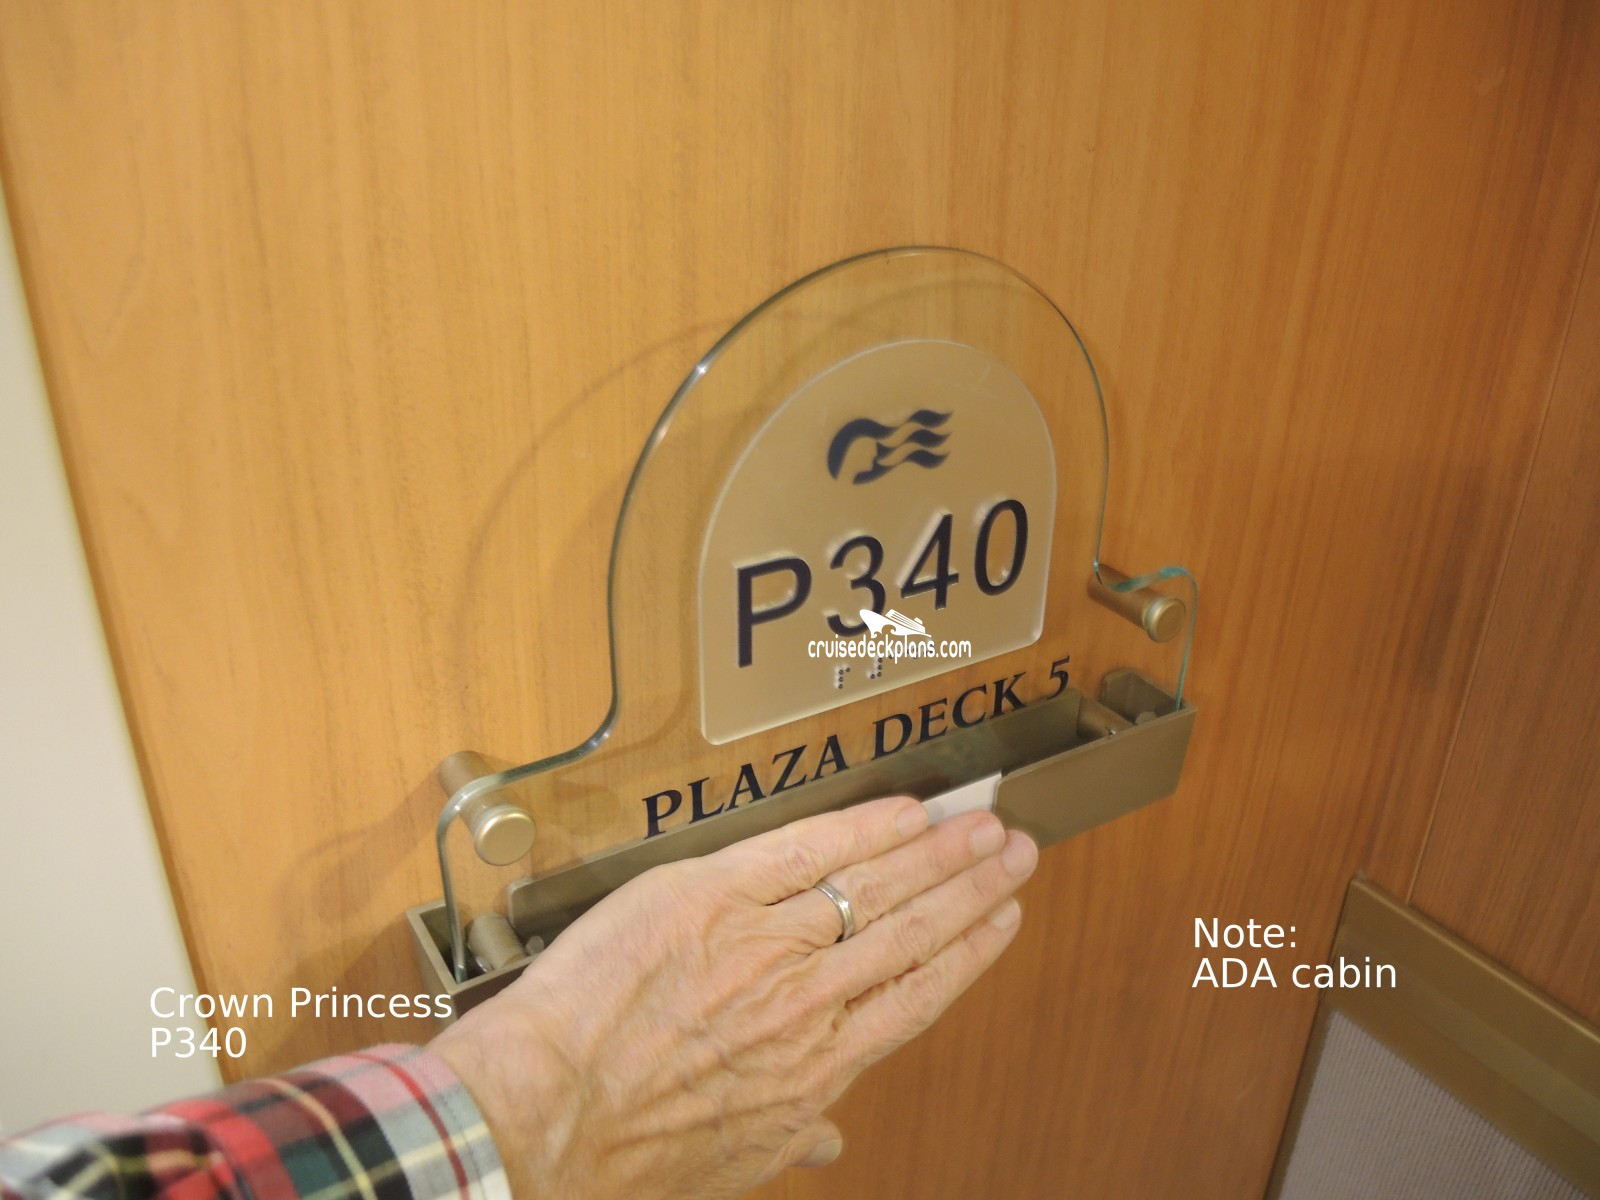 P340
cruisedeckplans.com
PLAZA DECK 5
Note:
ADA cabin
Crown Princess
P340